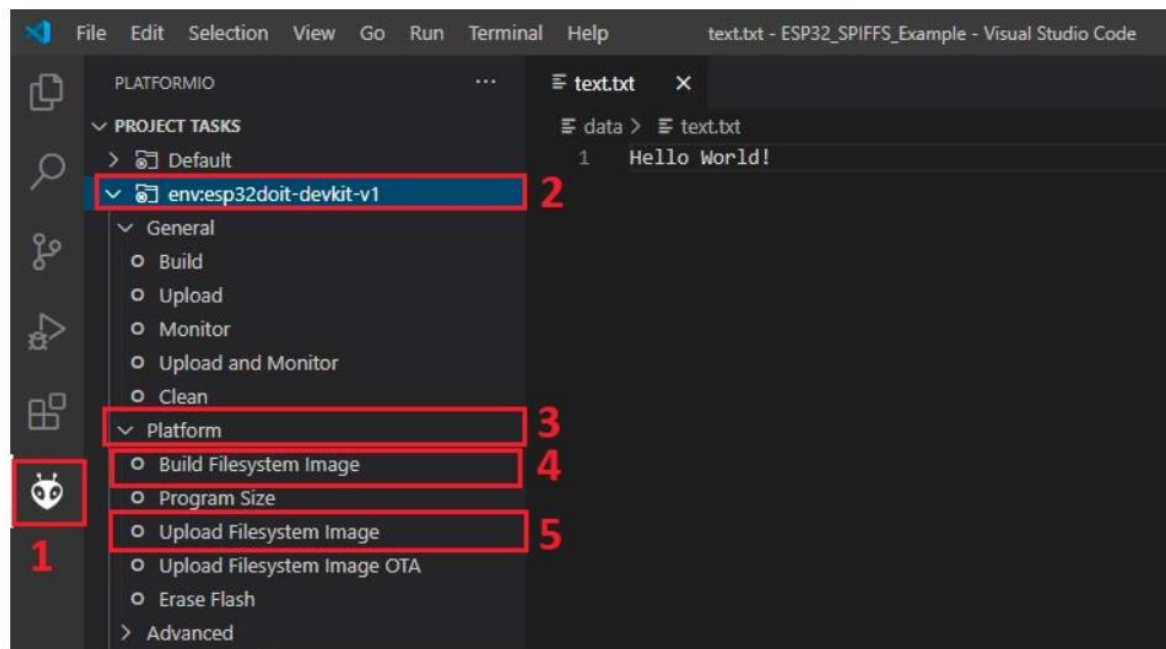 File Edit Selection View Go Run Terminal Help text.txt - ESP32_SPIFFS_Example - Visual Studio Code
PLATFORMIO ...
PROJECT TASKS
Default
env:esp32doit-devkit-v1
2
General
Build
Upload
Monitor
Upload and Monitor
Clean
Platform
3
Build Filesystem Image
4
Program Size
Upload Filesystem Image
5
Upload Filesystem Image OTA
Erase Flash
Advanced
1
text.txt
data > text.txt
1 Hello World!